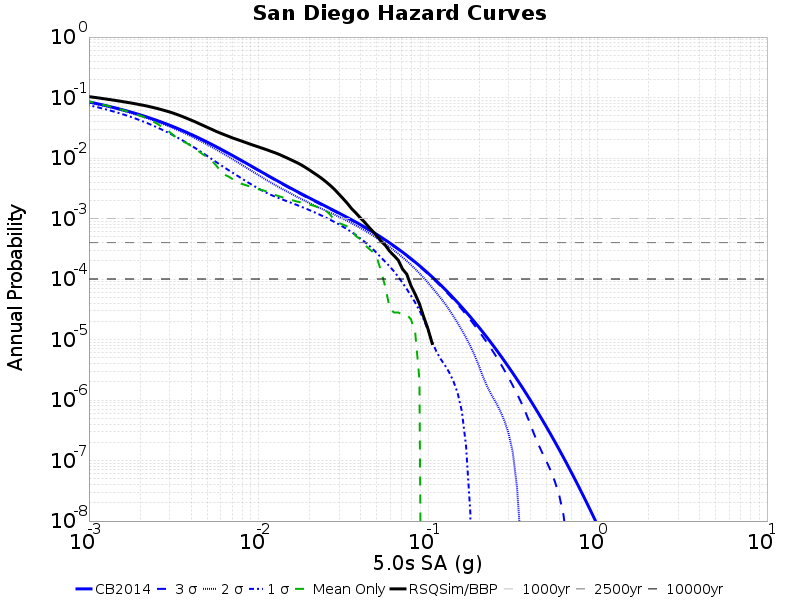 San Diego Hazard Curves
Annual Probability
10^0
10^-1
10^-2
10^-3
10^-4
10^-5
10^-6
10^-7
10^-8
10^-3 10^-2 10^-1 10^0 10^1
5.0s SA (g)
CB2014 3 σ 2 σ 1 σ Mean Only RSQSim/BBP 1000yr 2500yr 10000yr